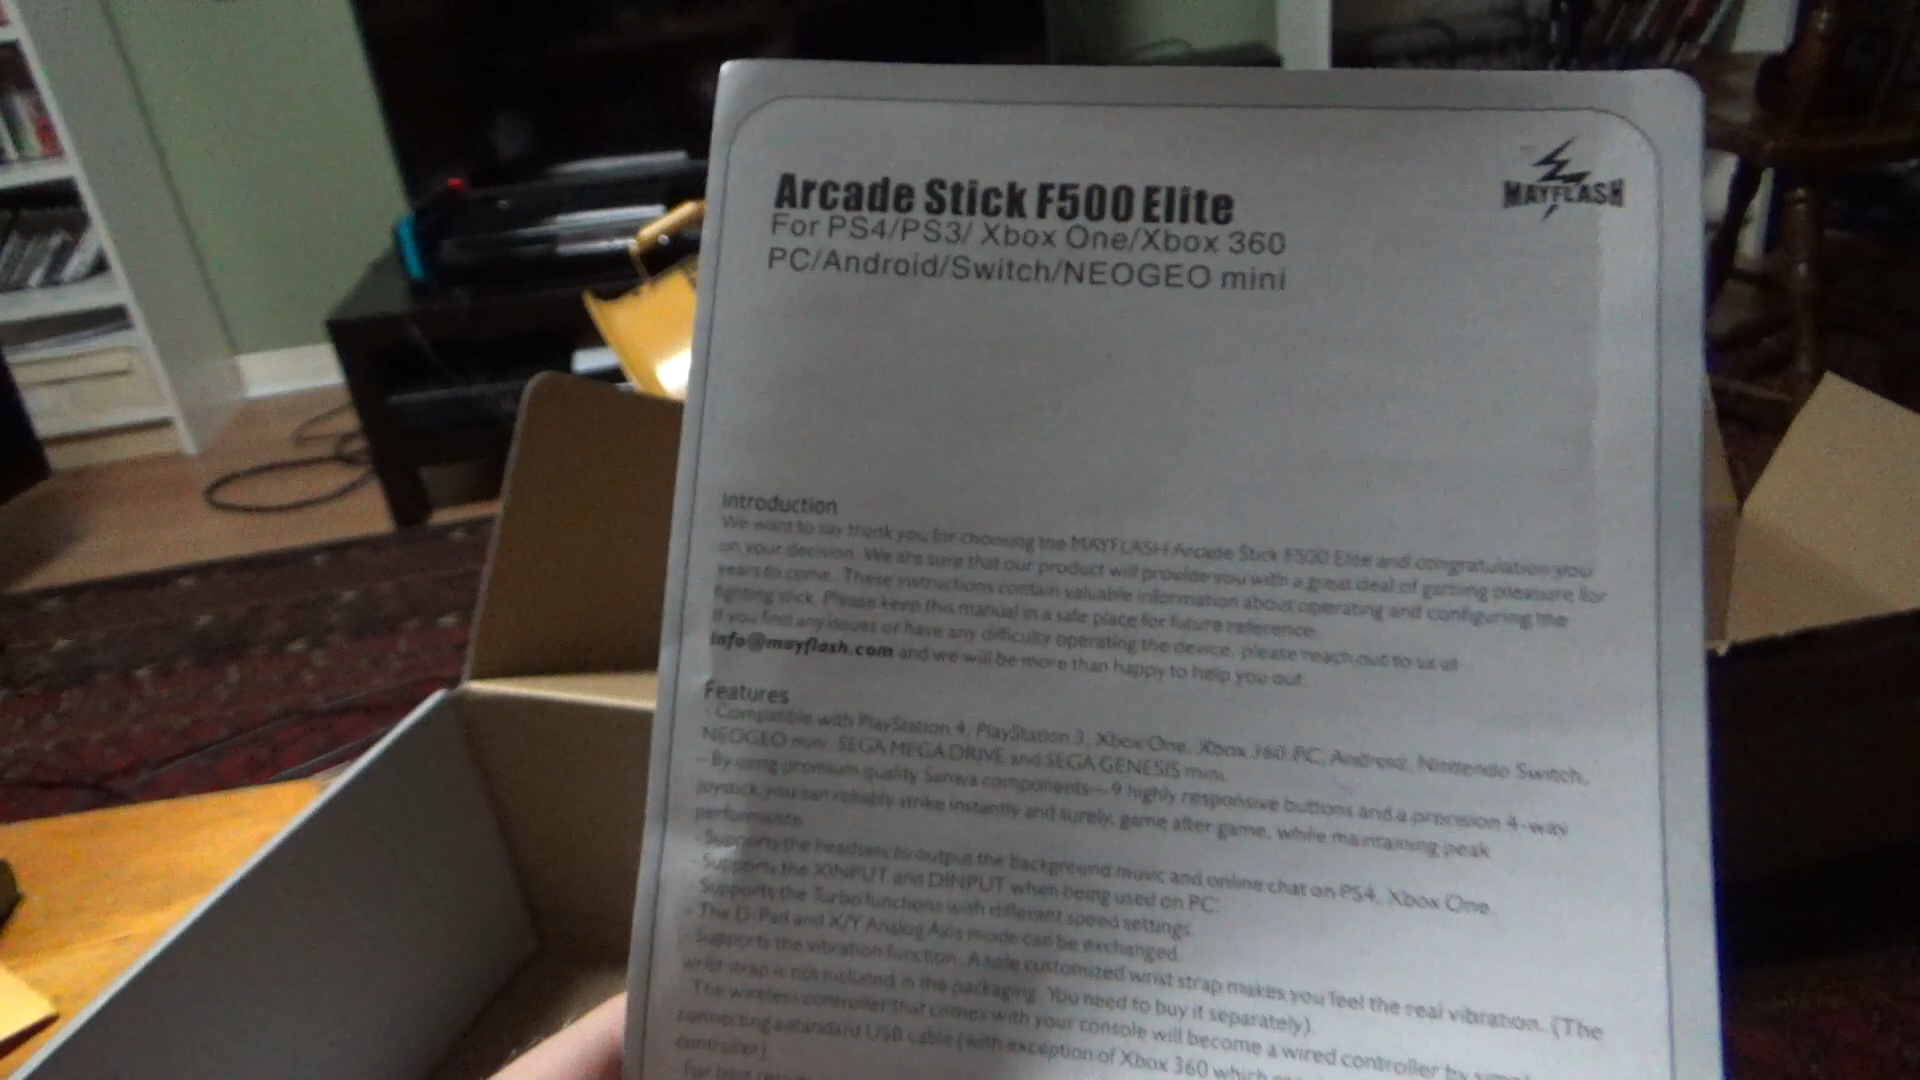 Arcade Stick F500 Elite
MAYFLASH
For PS4/PS3/ Xbox One/Xbox 360
PC/Android/Switch/NEOGEO mini
Introduction
We want to say thank you for choosing the MAYFLASH Arcade Stick F500 Elite and congratulation you
on your decision. We are sure that our product will provide you with a great deal of gaming pleasure for
years to come. These instructions contain valuable information about operating and configuring the
fighting stick. Please keep this manual in a safe place for future reference.
If you find any issues or have any difficulty operating the device, please reach out to us at
info@mayflash.com and we will be more than happy to help you out.
Features
- Compatible with PlayStation 4, PlayStation 3, Xbox One, Xbox 360, PC, Android, Nintendo Switch,
NEOGEO mini, SEGA MEGA DRIVE and SEGA GENESIS mini.
- By using premium quality Sanwa components—9 highly responsive buttons and a precision 4-way
joystick, you can reliably strike instantly and surely, game after game, while maintaining peak
performance.
- Supports the headsets to output the background music and online chat on PS4, Xbox One.
- Supports the XINPUT and DINPUT when being used on PC.
- Supports the Turbo functions with different speed settings.
- The D-Pad and X/Y Analog Axis mode can be exchanged.
- Supports the vibration function. A sole customized wrist strap makes you feel the real vibration. (The
wrist strap is not included in the packaging. You need to buy it separately).
- The wireless controller that comes with your console will become a wired controller by
connecting a standard USB cable (with exception of Xbox 360 which
controller).
- For best